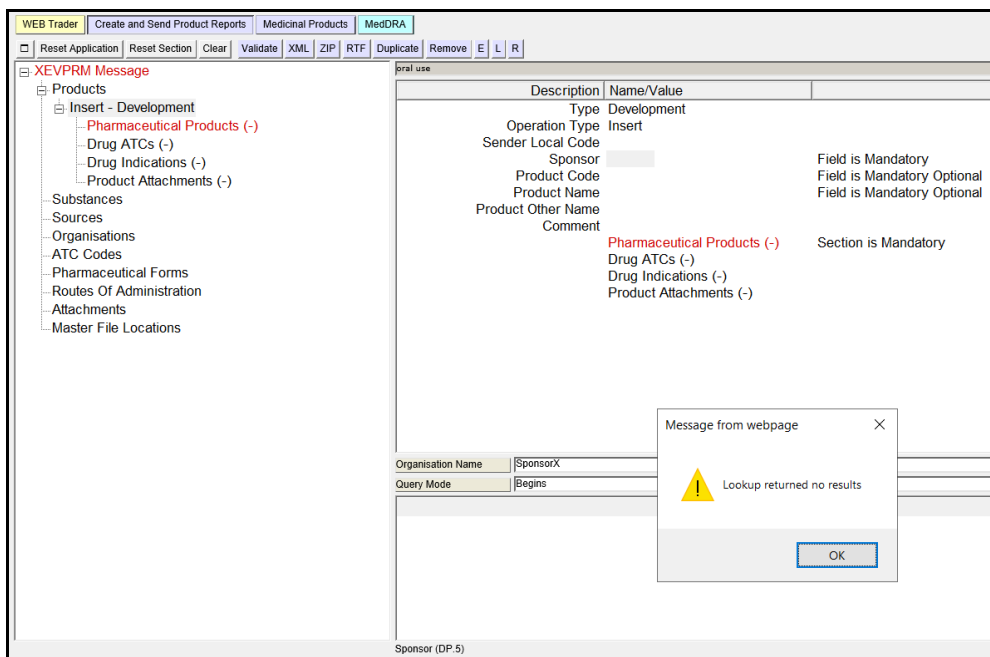 WEB Trader Create and Send Product Reports Medicinal Products MedDRA
Reset Application Reset Section Clear Validate XML ZIP RTF Duplicate Remove E L R
XEVPRM Message
Products
Insert - Development
Pharmaceutical Products (-)
Drug ATCs (-)
Drug Indications (-)
Product Attachments (-)
Substances
Sources
Organisations
ATC Codes
Pharmaceutical Forms
Routes Of Administration
Attachments
Master File Locations
oral use
Description Name/Value
Type Development
Operation Type Insert
Sender Local Code
Sponsor Field is Mandatory
Product Code Field is Mandatory Optional
Product Name Field is Mandatory Optional
Product Other Name
Comment
Pharmaceutical Products (-) Section is Mandatory
Drug ATCs (-)
Drug Indications (-)
Product Attachments (-)
Organisation Name SponsorX
Query Mode Begins
Message from webpage
Lookup returned no results
OK
Sponsor (DP.5)